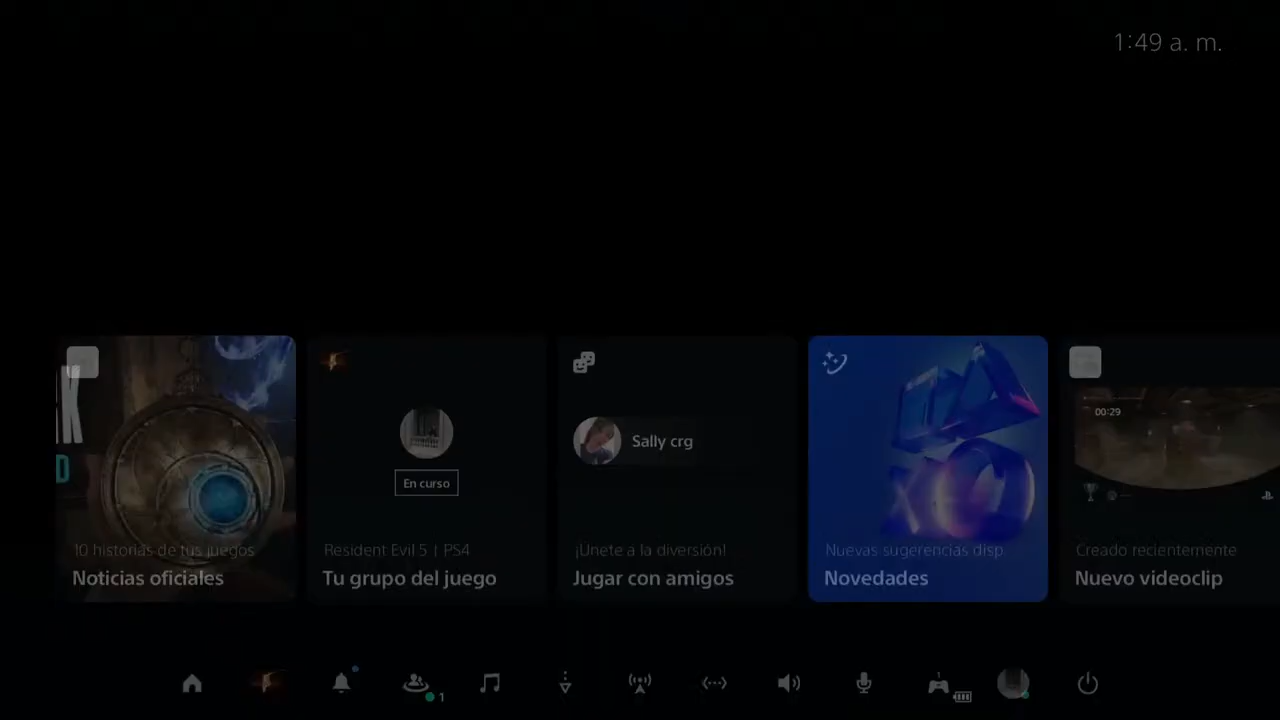 1:49 a. m.
K
D
10 historias de tus juegos
Noticias oficiales
En curso
Resident Evil 5 | PS4
Tu grupo del juego
Sally crg
¡Únete a la diversión!
Jugar con amigos
Nuevas sugerencias disp
Novedades
00:29
Creado recientemente
Nuevo videoclip
1
1